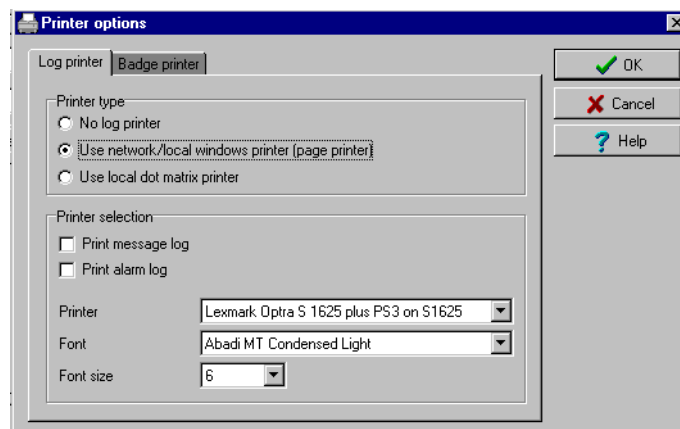 Printer options
Log printer Badge printer
OK
Cancel
Help
Printer type
No log printer
Use network/local windows printer (page printer)
Use local dot matrix printer
Printer selection
Print message log
Print alarm log
Printer Lexmark Optra S 1625 plus PS3 on S1625
Font Abadi MT Condensed Light
Font size 6